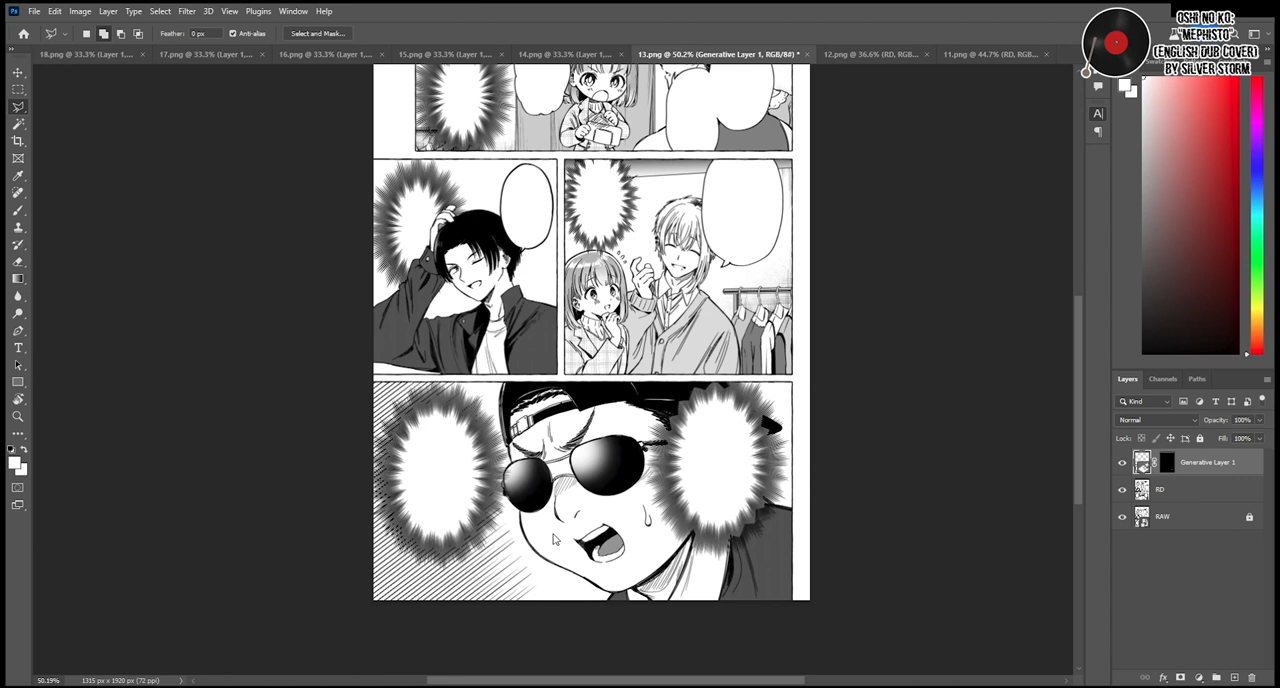 File Edit Image Layer Type Select Filter 3D View Plugins Window Help
OSHI NO KO:
"MEPHISTO"
(ENGLISH DUB COVER)
BY SILVER STORM
Feather: 0 px Anti-alias Select and Mask...
18.png @ 33.3% (Layer 1,... 17.png @ 33.3% (Layer 1,... 16.png @ 33.3% (Layer 1,... 15.png @ 33.3% (Layer 1,... 14.png @ 33.3% (Layer 1,... 13.png @ 50.2% (Generative Layer 1, RGB/8#) * 12.png @ 36.6% (RD, RGB... 11.png @ 44.7% (RD, RGB...
Layers Channels Paths
Kind
Normal Opacity: 100%
Lock: Fill: 100%
Generative Layer 1
RD
RAW
50.19% 1315 px x 1920 px (72 ppi)